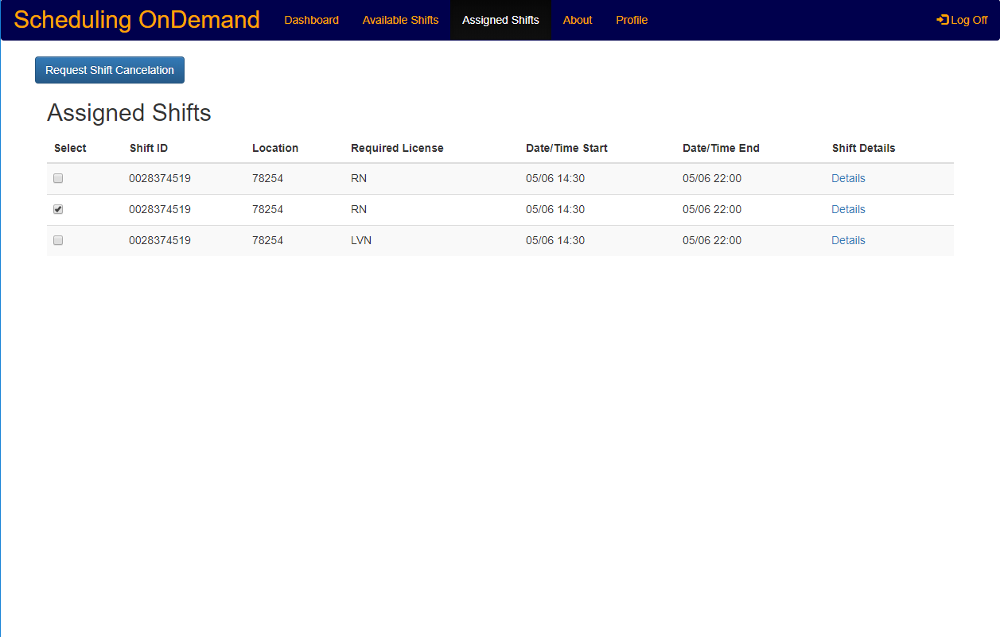 Scheduling OnDemand Dashboard Available Shifts Assigned Shifts About Profile Log Off
Request Shift Cancelation
Assigned Shifts
Select Shift ID Location Required License Date/Time Start Date/Time End Shift Details
0028374519 78254 RN 05/06 14:30 05/06 22:00 Details
0028374519 78254 RN 05/06 14:30 05/06 22:00 Details
0028374519 78254 LVN 05/06 14:30 05/06 22:00 Details